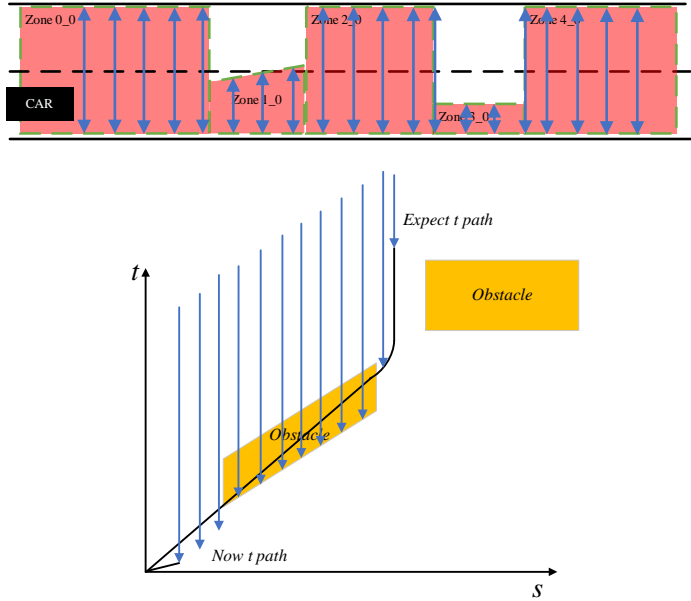 Zone 0_0
Zone 2_0
Zone 4_0
CAR
Zone 1_0
Zone 3_0
Expect t path
t
Obstacle
Obstacle
Now t path
s